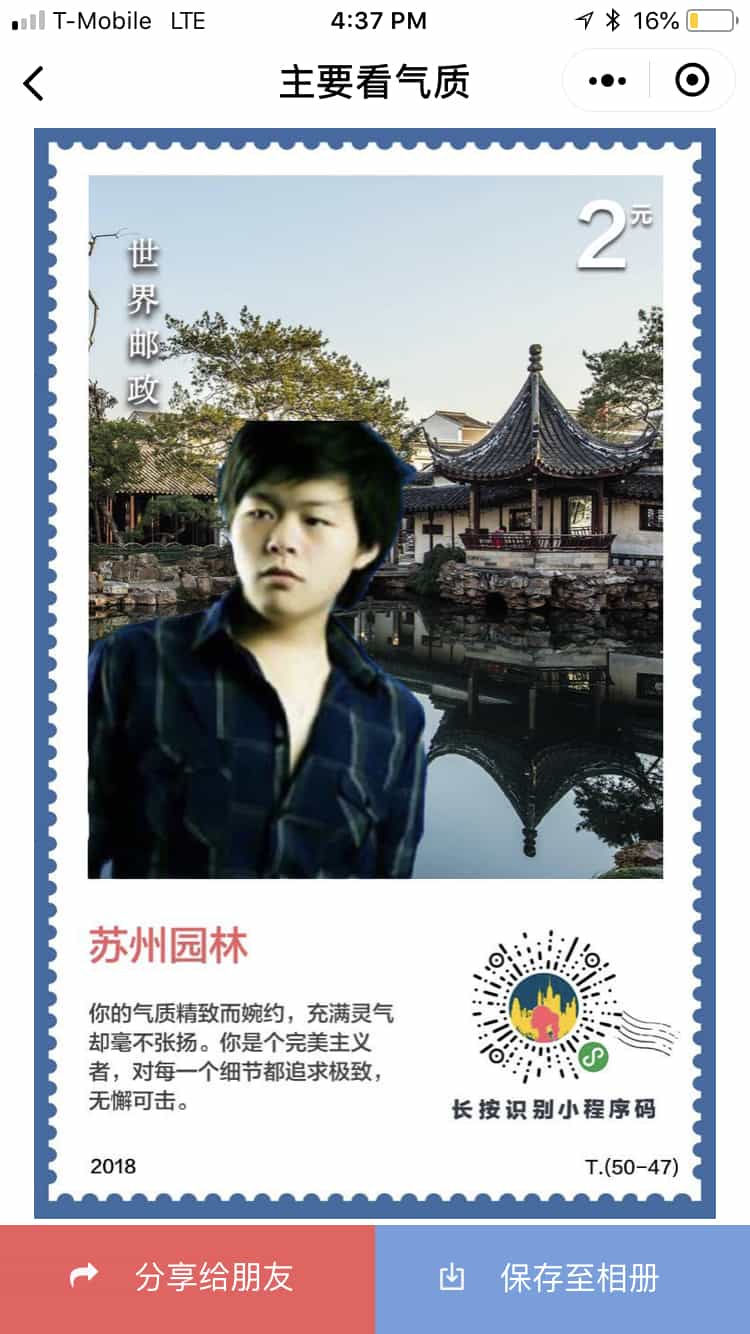 T-Mobile LTE 4:37 PM 16%
主要看气质
2元
世界邮政
苏州园林
你的气质精致而婉约，充满灵气
却毫不张扬。你是个完美主义
者，对每一个细节都追求极致，
无懈可击。
长按识别小程序码
2018
T.(50-47)
分享给朋友
保存至相册